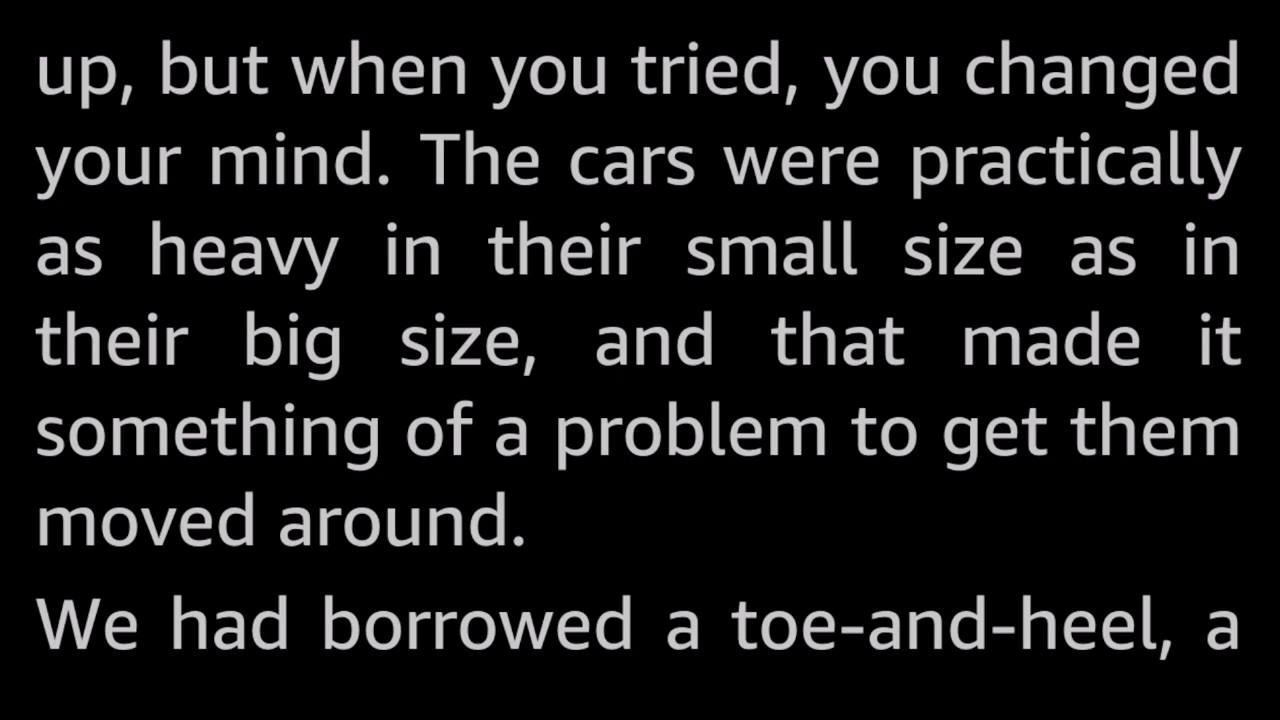 up, but when you tried, you changed
your mind. The cars were practically
as heavy in their small size as in
their big size, and that made it
something of a problem to get them
moved around.
We had borrowed a toe-and-heel, a